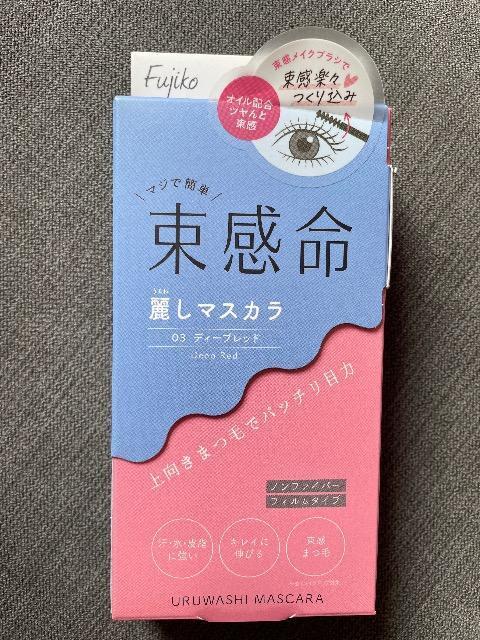 Fujiko
束感メイクブラシで
束感楽々
つくり込み
オイル配合
ツヤんと
束感
マジで簡単
束感命
うるわ
麗しマスカラ
03 ディープレッド
Deep Red
上向きまつ毛でパッチリ目力
ノンファイバー
フィルムタイプ
汗・水・皮脂
に強い
キレイに
伸びる
束感
まつ毛
URUWASHI MASCARA